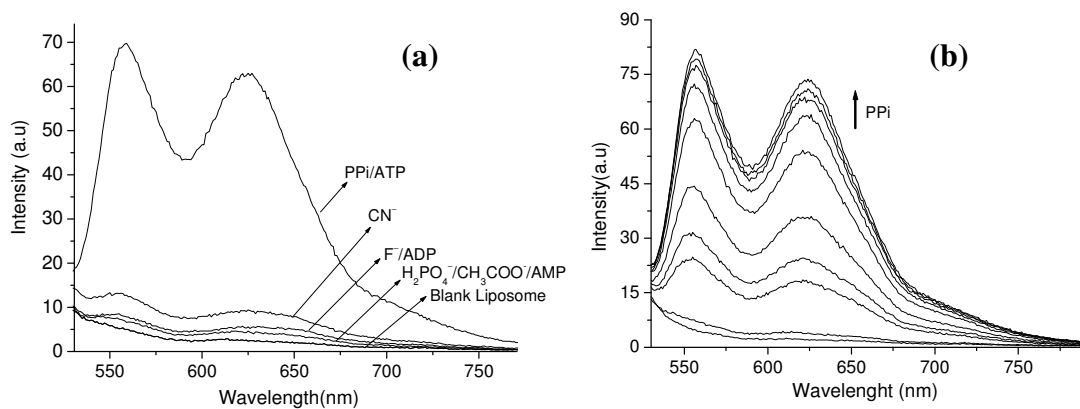 (a)
70
60
50
40
30
20
10
0
Intensity (a.u)
PPi/ATP
CN⁻
F⁻/ADP
H₂PO₄⁻/CH₃COO⁻/AMP
Blank Liposome
550 600 650 700 750
Wavelength(nm)
(b)
90
75
60
45
30
15
0
Intensity(a.u)
PPi
550 600 650 700 750
Wavelenght (nm)